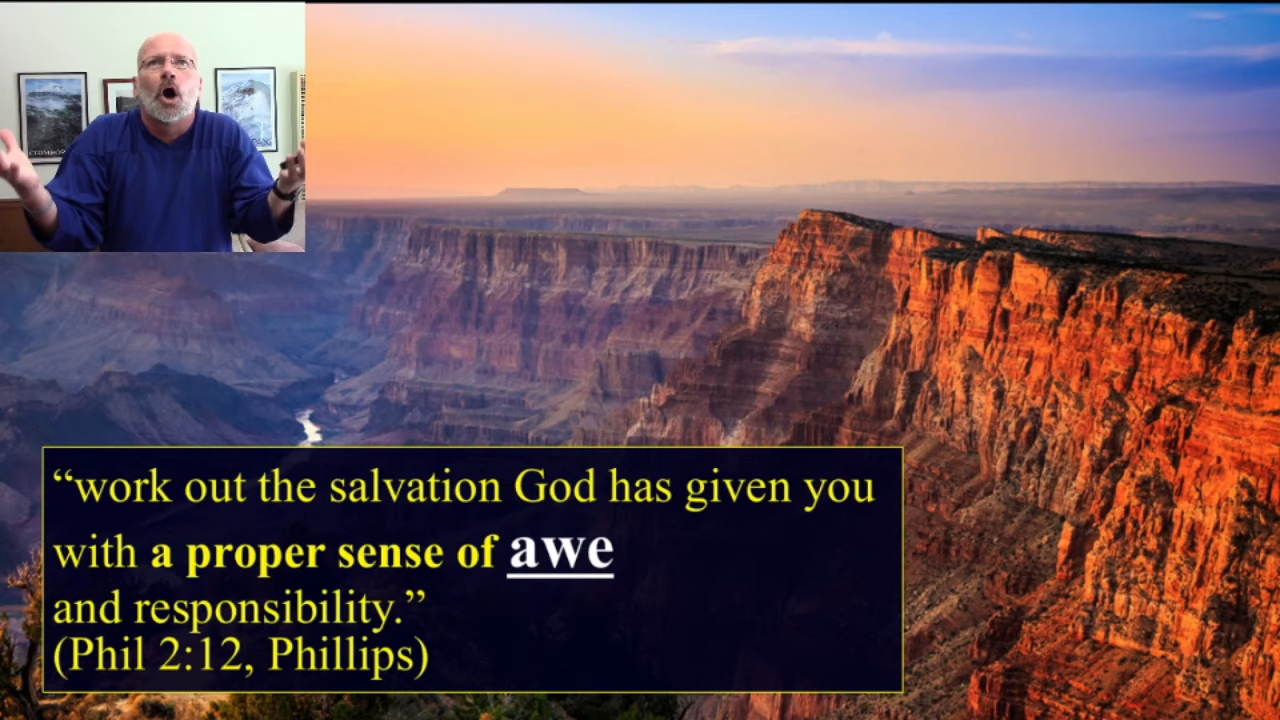 “work out the salvation God has given you
with a proper sense of awe
and responsibility.”
(Phil 2:12, Phillips)